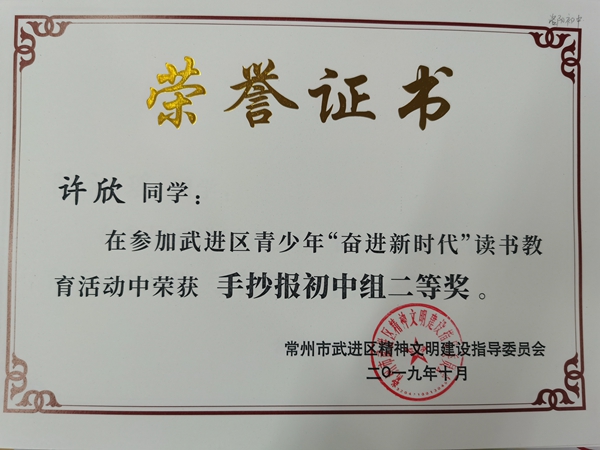 荣誉证书
许欣 同学：
在参加武进区青少年“奋进新时代”读书教
育活动中荣获 手抄报初中组二等奖。
常州市武进区精神文明建设指导委员会
二〇一九年十月